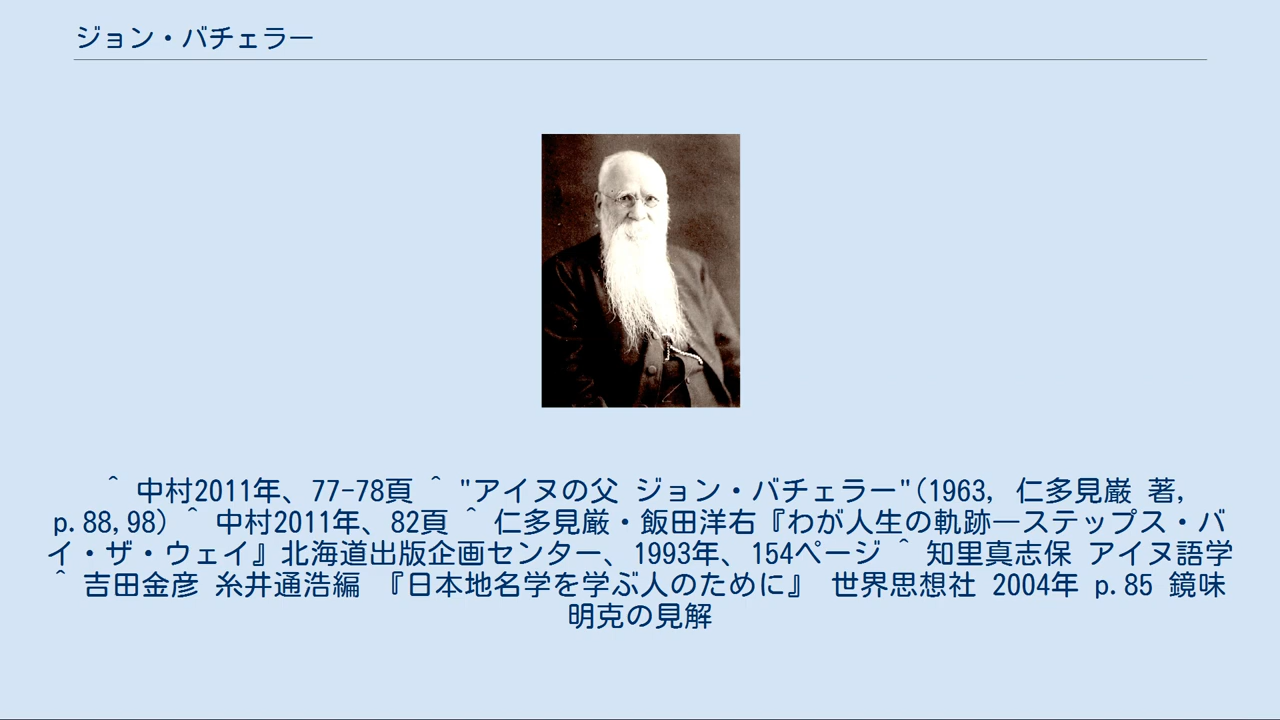 ジョン・バチェラー
^ 中村2011年、77-78頁 ^ "アイヌの父 ジョン・バチェラー"(1963, 仁多見巌 著,
p.88,98) ^ 中村2011年、82頁 ^ 仁多見厳・飯田洋右『わが人生の軌跡―ステップス・バ
イ・ザ・ウェイ』北海道出版企画センター、1993年、154ページ ^ 知里真志保 アイヌ語学
^ 吉田金彦 糸井通浩編 『日本地名学を学ぶ人のために』 世界思想社 2004年 p.85 鏡味
明克の見解